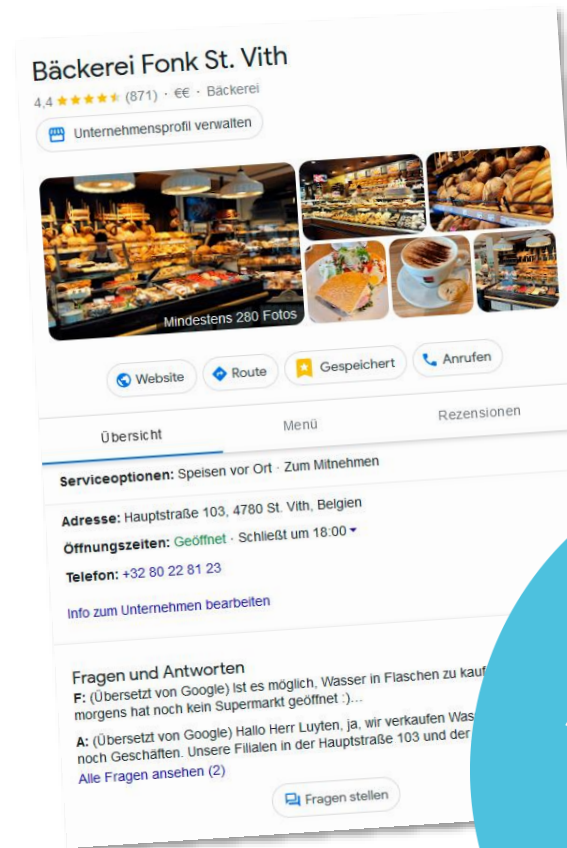 Bäckerei Fonk St. Vith
4,4 ★★★★★ (871) · €€ · Bäckerei
Unternehmensprofil verwalten
Mindestens 280 Fotos
Website
Route
Gespeichert
Anrufen
Übersicht
Menü
Rezensionen
Serviceoptionen: Speisen vor Ort · Zum Mitnehmen
Adresse: Hauptstraße 103, 4780 St. Vith, Belgien
Öffnungszeiten: Geöffnet · Schließt um 18:00
Telefon: +32 80 22 81 23
Info zum Unternehmen bearbeiten
Fragen und Antworten
F: (Übersetzt von Google) Ist es möglich, Wasser in Flaschen zu kauf
morgens hat noch kein Supermarkt geöffnet :)...
A: (Übersetzt von Google) Hallo Herr Luyten, ja, wir verkaufen Was
noch Geschäften. Unsere Filialen in der Hauptstraße 103 und der
Alle Fragen ansehen (2)
Fragen stellen